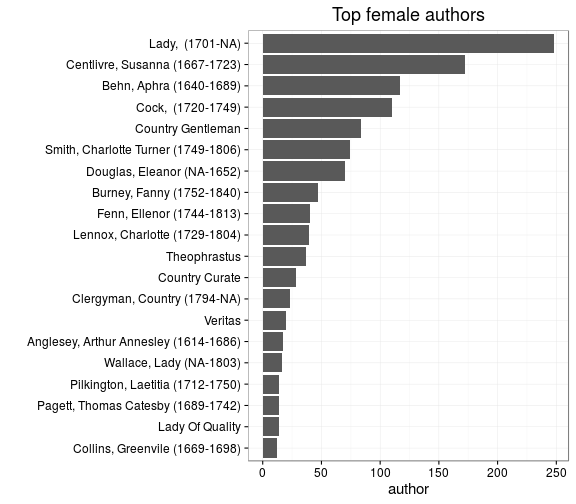 Top female authors
Lady,  (1701-NA)
Centlivre, Susanna (1667-1723)
Behn, Aphra (1640-1689)
Cock,  (1720-1749)
Country Gentleman
Smith, Charlotte Turner (1749-1806)
Douglas, Eleanor (NA-1652)
Burney, Fanny (1752-1840)
Fenn, Ellenor (1744-1813)
Lennox, Charlotte (1729-1804)
Theophrastus
Country Curate
Clergyman, Country (1794-NA)
Veritas
Anglesey, Arthur Annesley (1614-1686)
Wallace, Lady (NA-1803)
Pilkington, Laetitia (1712-1750)
Pagett, Thomas Catesby (1689-1742)
Lady Of Quality
Collins, Greenvile (1669-1698)
0 50 100 150 200 250
author